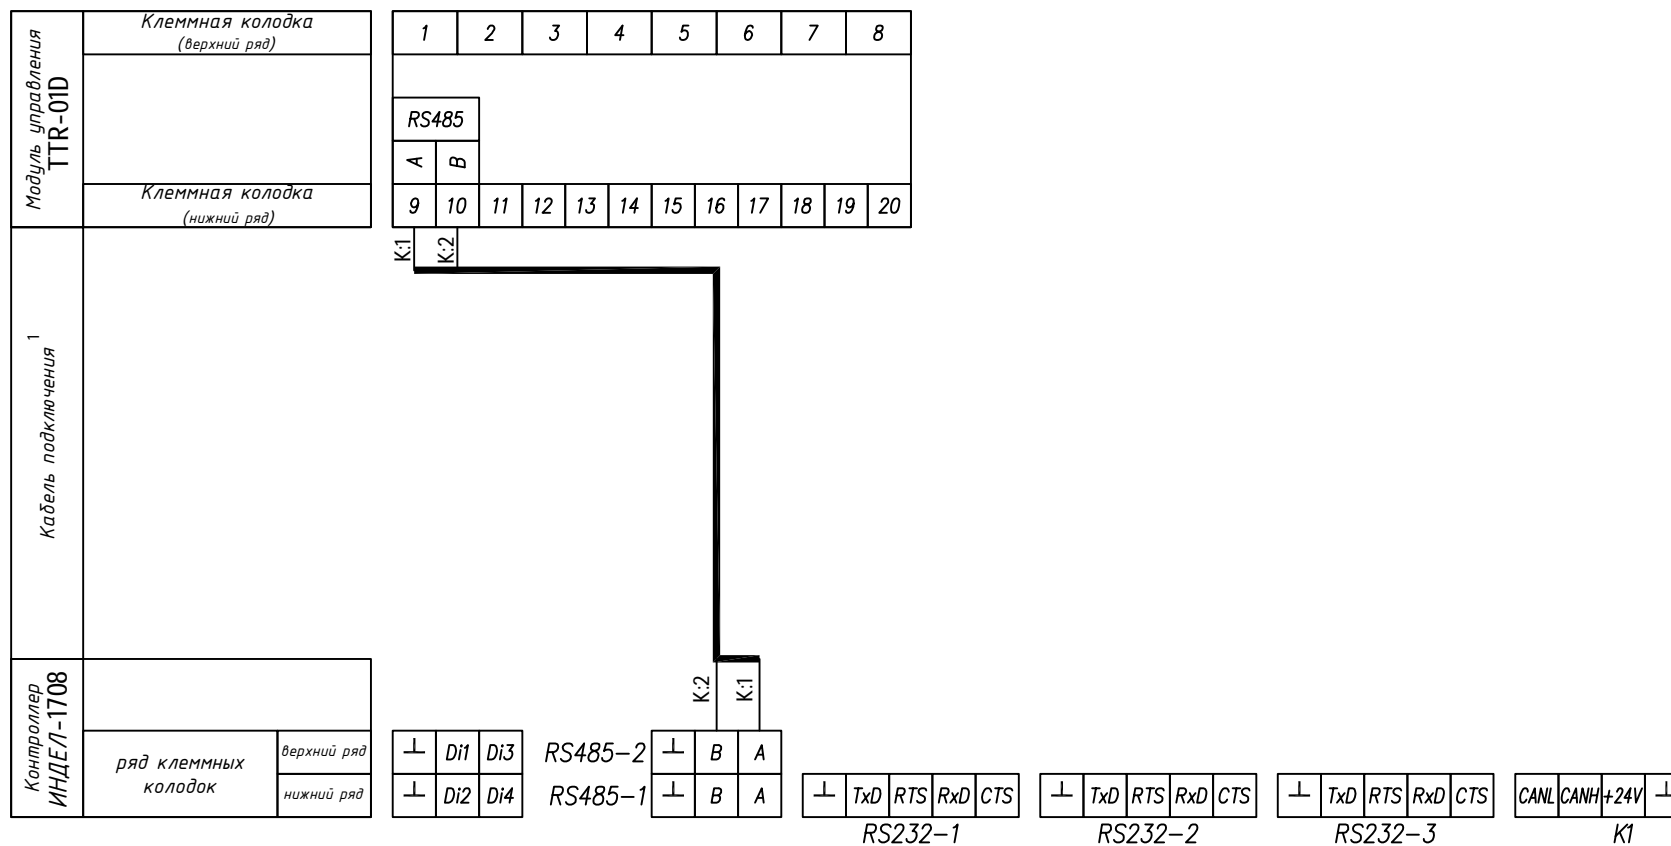 Модуль управления
TTR-01D
Клеммная колодка
(верхний ряд)
1 2 3 4 5 6 7 8
RS485
A B
Клеммная колодка
(нижний ряд)
9 10 11 12 13 14 15 16 17 18 19 20
K:1 K:2
Кабель подключения 1
K:2 K:1
Контроллер
ИНДЕЛ-1708
ряд клеммных
колодок
верхний ряд
нижний ряд
⊥ Di1 Di3 RS485-2 ⊥ B A
⊥ Di2 Di4 RS485-1 ⊥ B A
⊥ TxD RTS RxD CTS ⊥ TxD RTS RxD CTS ⊥ TxD RTS RxD CTS CANL CANH +24V ⊥
RS232-1 RS232-2 RS232-3 K1